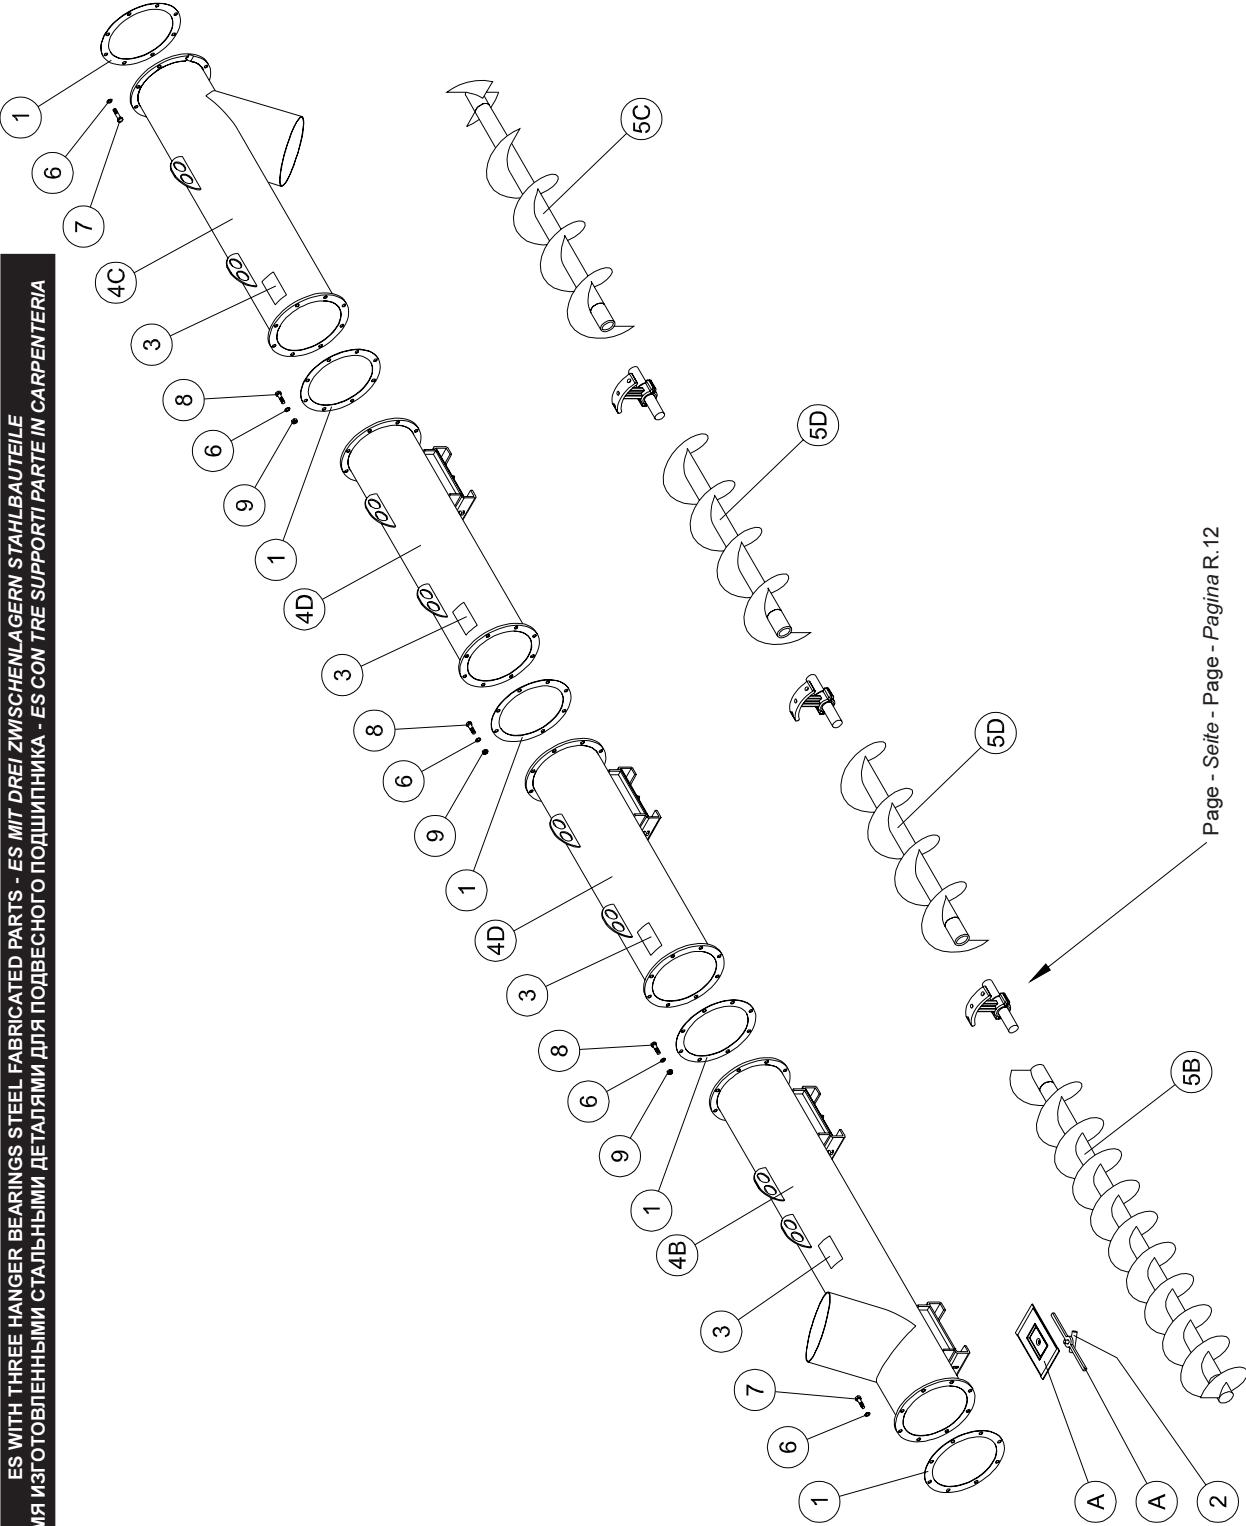 ES WITH THREE HANGER BEARINGS STEEL FABRICATED PARTS - ES MIT DREI ZWISCHENLAGERN STAHLBAUTEILE
ИЗГОТОВЛЕННЫМИ СТАЛЬНЫМИ ДЕТАЛЯМИ ДЛЯ ПОДВЕСНОГО ПОДШИПНИКА - ES CON TRE SUPPORTI PARTE IN CARPENTERIA
1
6
7
4C
3
8
6
9
1
4D
3
8
6
9
1
4D
3
8
6
9
1
4B
3
7
6
1
5C
5D
5D
5B
A
A
2
Page - Seite - Page - Pagina R.12